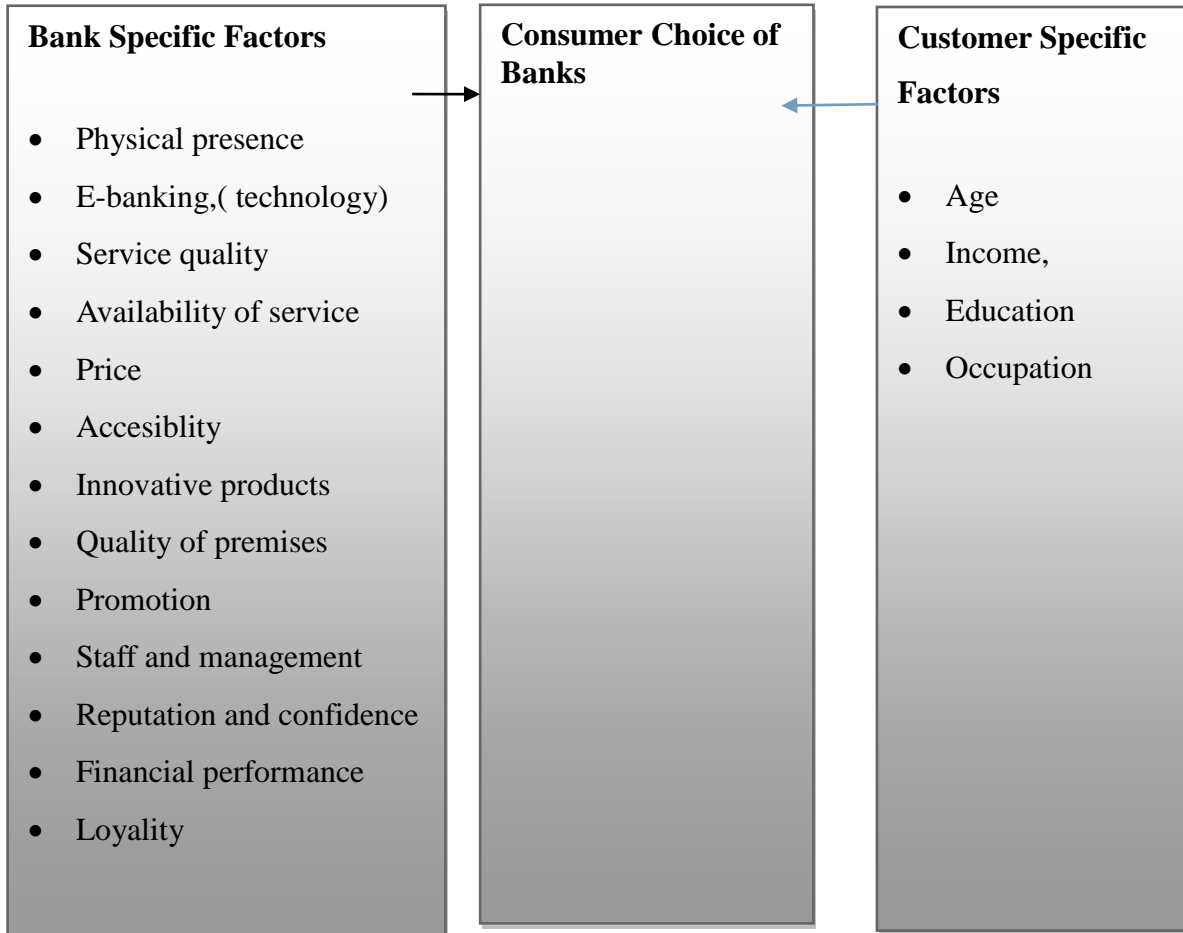 Bank Specific Factors
• Physical presence
• E-banking,( technology)
• Service quality
• Availability of service
• Price
• Accesiblity
• Innovative products
• Quality of premises
• Promotion
• Staff and management
• Reputation and confidence
• Financial performance
• Loyality
Consumer Choice of
Banks
Customer Specific
Factors
• Age
• Income,
• Education
• Occupation